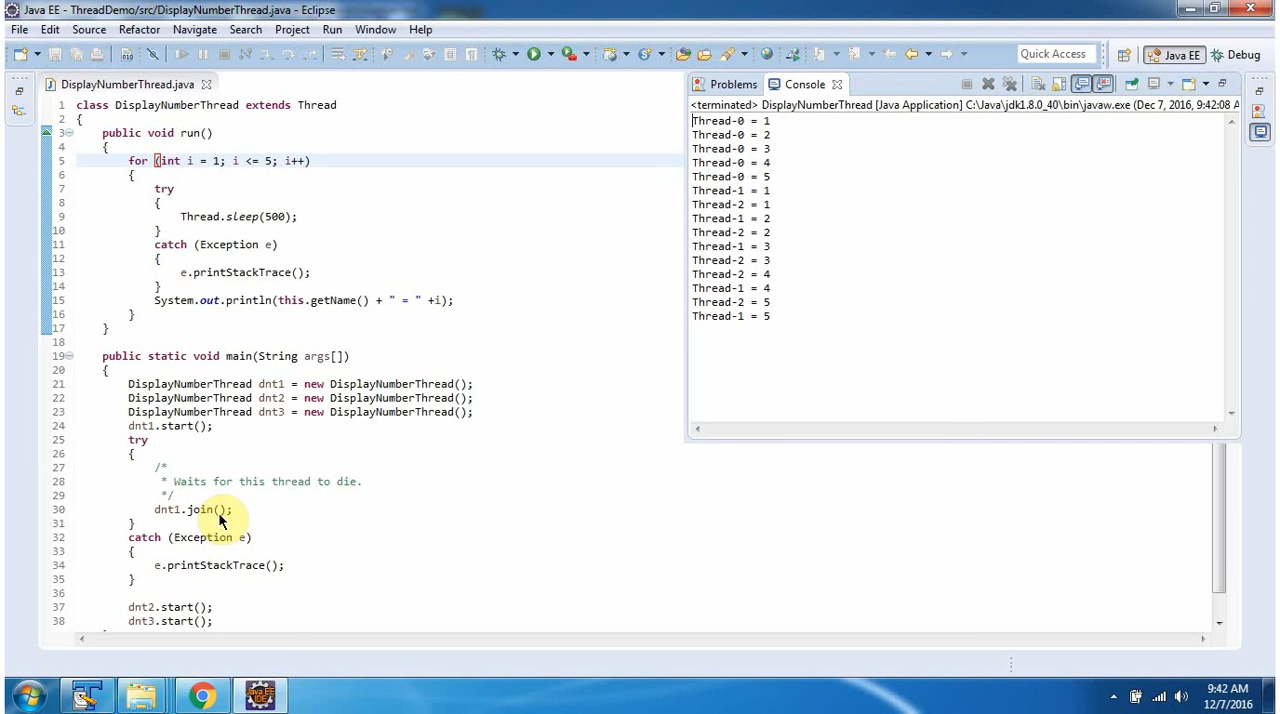 Java EE - ThreadDemo/src/DisplayNumberThread.java - Eclipse
File Edit Source Refactor Navigate Search Project Run Window Help
Quick Access
Java EE
Debug
DisplayNumberThread.java
1 class DisplayNumberThread extends Thread
2 {
3 public void run()
4 {
5 for (int i = 1; i <= 5; i++)
6 {
7 try
8 {
9 Thread.sleep(500);
10 }
11 catch (Exception e)
12 {
13 e.printStackTrace();
14 }
15 System.out.println(this.getName() + " = " +i);
16 }
17 }
18
19 public static void main(String args[])
20 {
21 DisplayNumberThread dnt1 = new DisplayNumberThread();
22 DisplayNumberThread dnt2 = new DisplayNumberThread();
23 DisplayNumberThread dnt3 = new DisplayNumberThread();
24 dnt1.start();
25 try
26 {
27 /*
28 * Waits for this thread to die.
29 */
30 dnt1.join();
31 }
32 catch (Exception e)
33 {
34 e.printStackTrace();
35 }
36
37 dnt2.start();
38 dnt3.start();
Problems Console
<terminated> DisplayNumberThread [Java Application] C:\Java\jdk1.8.0_40\bin\javaw.exe (Dec 7, 2016, 9:42:08 A
Thread-0 = 1
Thread-0 = 2
Thread-0 = 3
Thread-0 = 4
Thread-0 = 5
Thread-1 = 1
Thread-2 = 1
Thread-1 = 2
Thread-2 = 2
Thread-1 = 3
Thread-2 = 3
Thread-2 = 4
Thread-1 = 4
Thread-2 = 5
Thread-1 = 5
Java EE
IDE
9:42 AM
12/7/2016